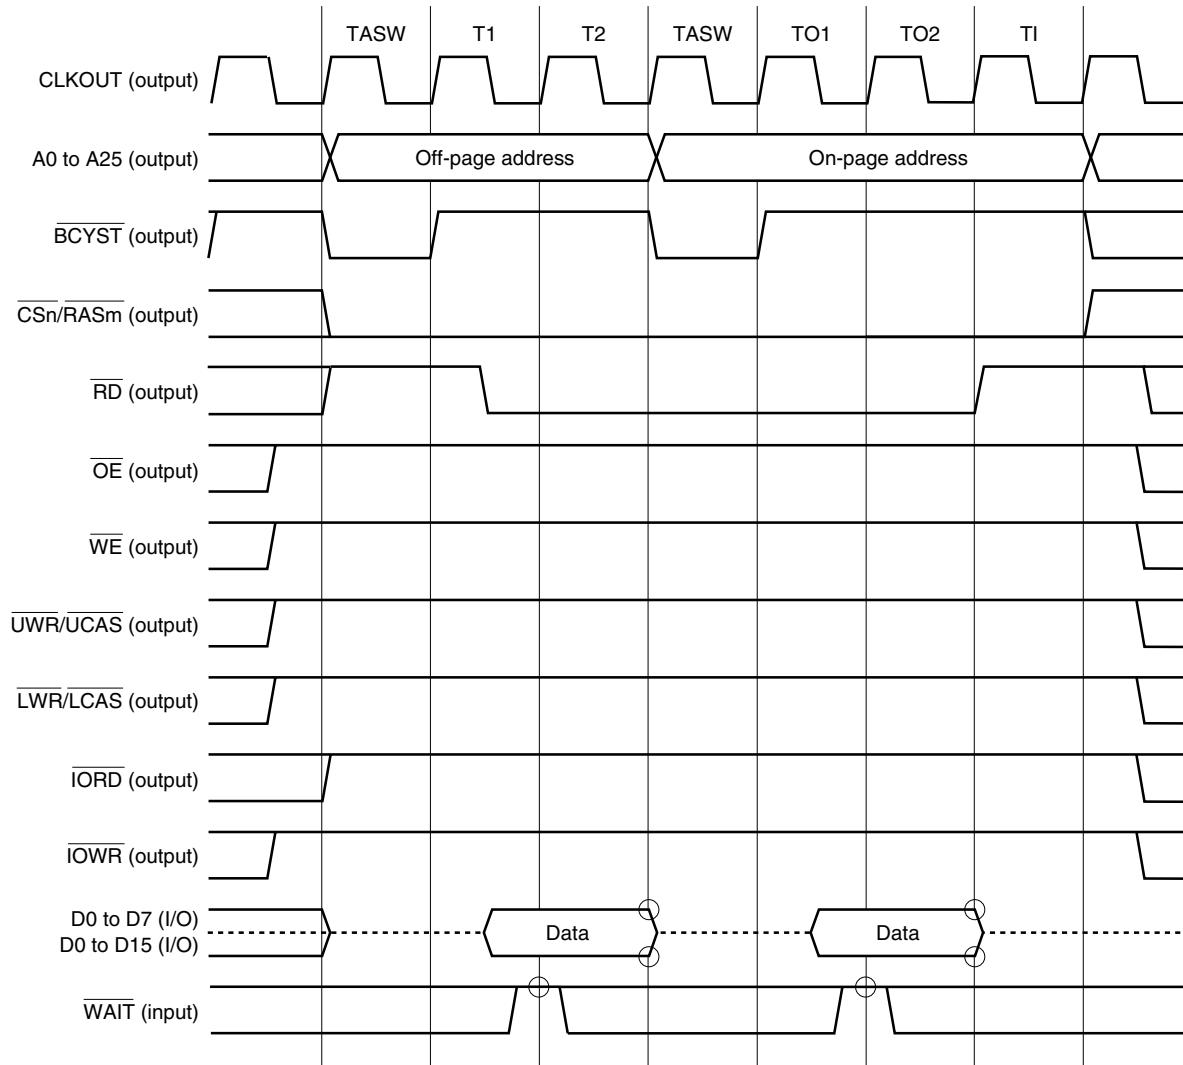 TASW T1 T2 TASW TO1 TO2 TI
CLKOUT (output)
A0 to A25 (output) Off-page address On-page address
BCYST (output)
CSn/RASm (output)
RD (output)
OE (output)
WE (output)
UWR/UCAS (output)
LWR/LCAS (output)
IORD (output)
IOWR (output)
D0 to D7 (I/O)
Data Data
D0 to D15 (I/O)
WAIT (input)